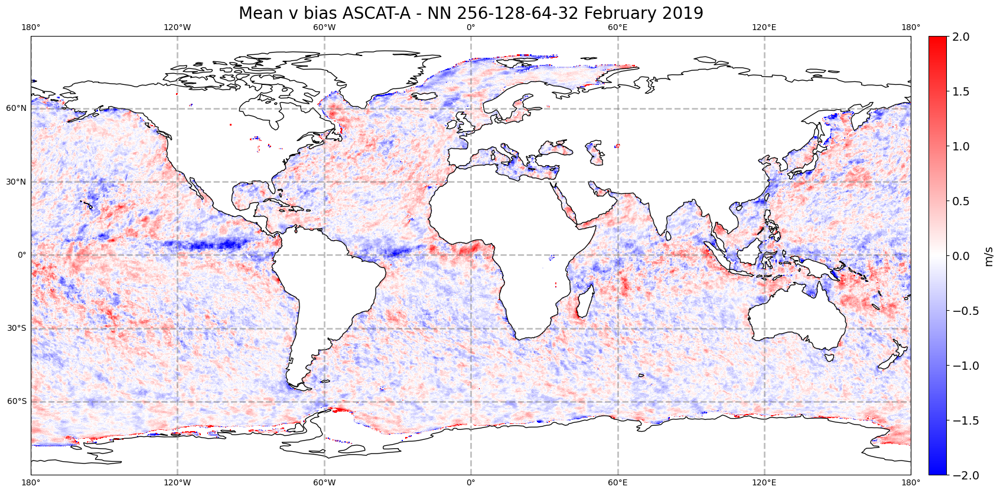 Mean v bias ASCAT-A - NN 256-128-64-32 February 2019
180° 120°W 60°W 0° 60°E 120°E 180°
60°N
30°N
0°
30°S
60°S
180° 120°W 60°W 0° 60°E 120°E 180°
2.0
1.5
1.0
0.5
0.0
−0.5
−1.0
−1.5
−2.0
m/s